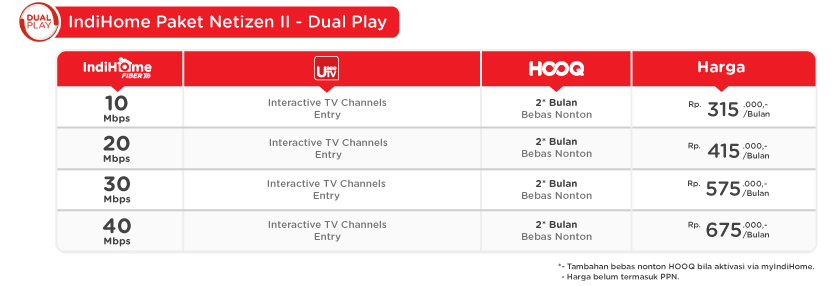 DUAL
PLAY
IndiHome Paket Netizen II - Dual Play
IndiHome
FIBER
UseeTV
HOOQ
Harga
10
Mbps
Interactive TV Channels
Entry
2* Bulan
Bebas Nonton
Rp. 315 .000,-
/Bulan
20
Mbps
Interactive TV Channels
Entry
2* Bulan
Bebas Nonton
Rp. 415 .000,-
/Bulan
30
Mbps
Interactive TV Channels
Entry
2* Bulan
Bebas Nonton
Rp. 575 .000,-
/Bulan
40
Mbps
Interactive TV Channels
Entry
2* Bulan
Bebas Nonton
Rp. 675 .000,-
/Bulan
*- Tambahan bebas nonton HOOQ bila aktivasi via myIndiHome.
- Harga belum termasuk PPN.